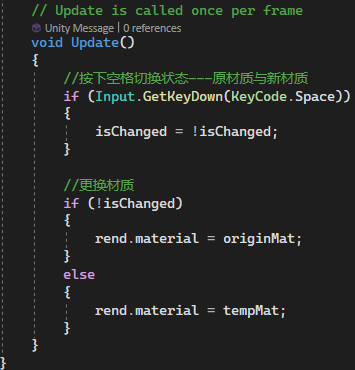 // Update is called once per frame
Unity Message | 0 references
void Update()
{
//按下空格切换状态---原材质与新材质
if (Input.GetKeyDown(KeyCode.Space))
{
isChanged = !isChanged;
}
//更换材质
if (!isChanged)
{
rend.material = originMat;
}
else
{
rend.material = tempMat;
}
}
}